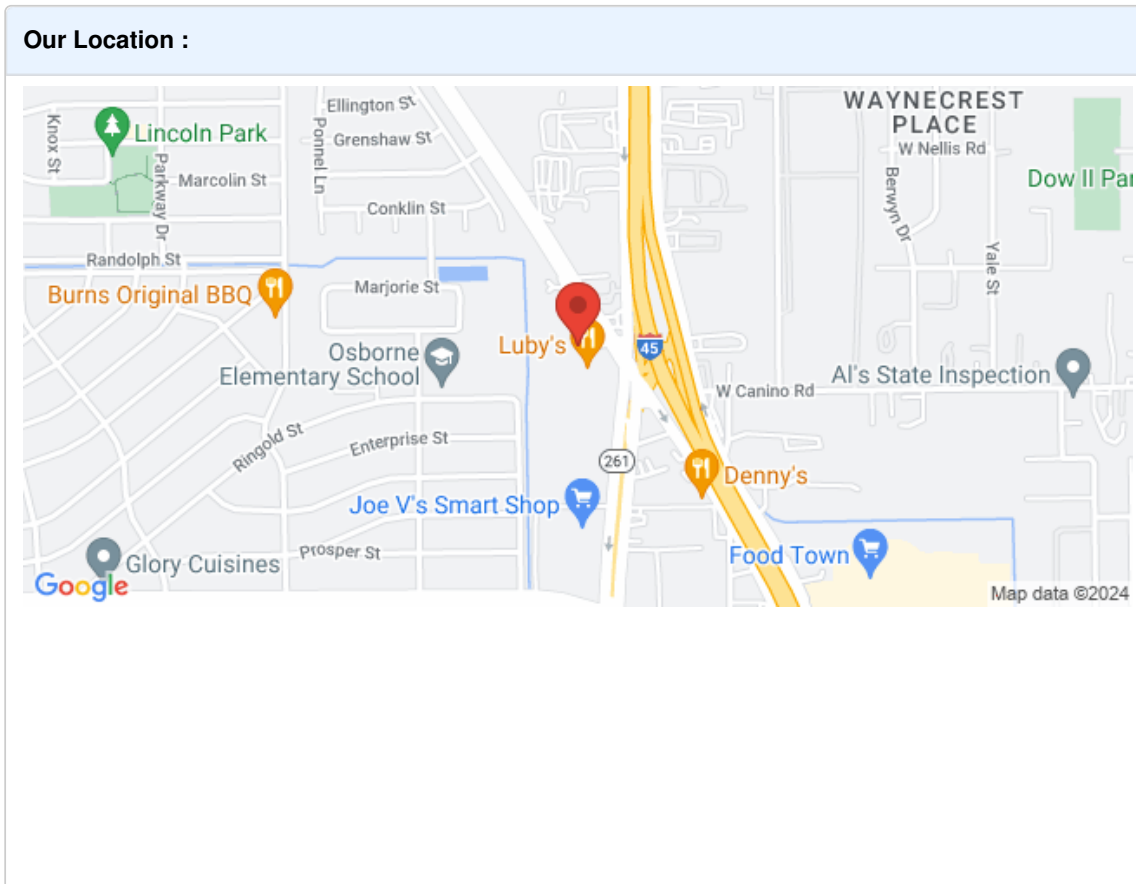 Our Location :
Knox St
Lincoln Park
Parkway Dr
Marcolin St
Ponnel Ln
Ellington St
Grenshaw St
Conklin St
WAYNECREST
PLACE
W Nellis Rd
Berwyn Dr
Dow II Par
Yale St
Randolph St
Burns Original BBQ
Marjorie St
Luby's
45
Osborne
Elementary School
Al's State Inspection
W Canino Rd
Ringold St
Enterprise St
261
Denny's
Joe V's Smart Shop
Food Town
Glory Cuisines
Prosper St
Google
Map data ©2024